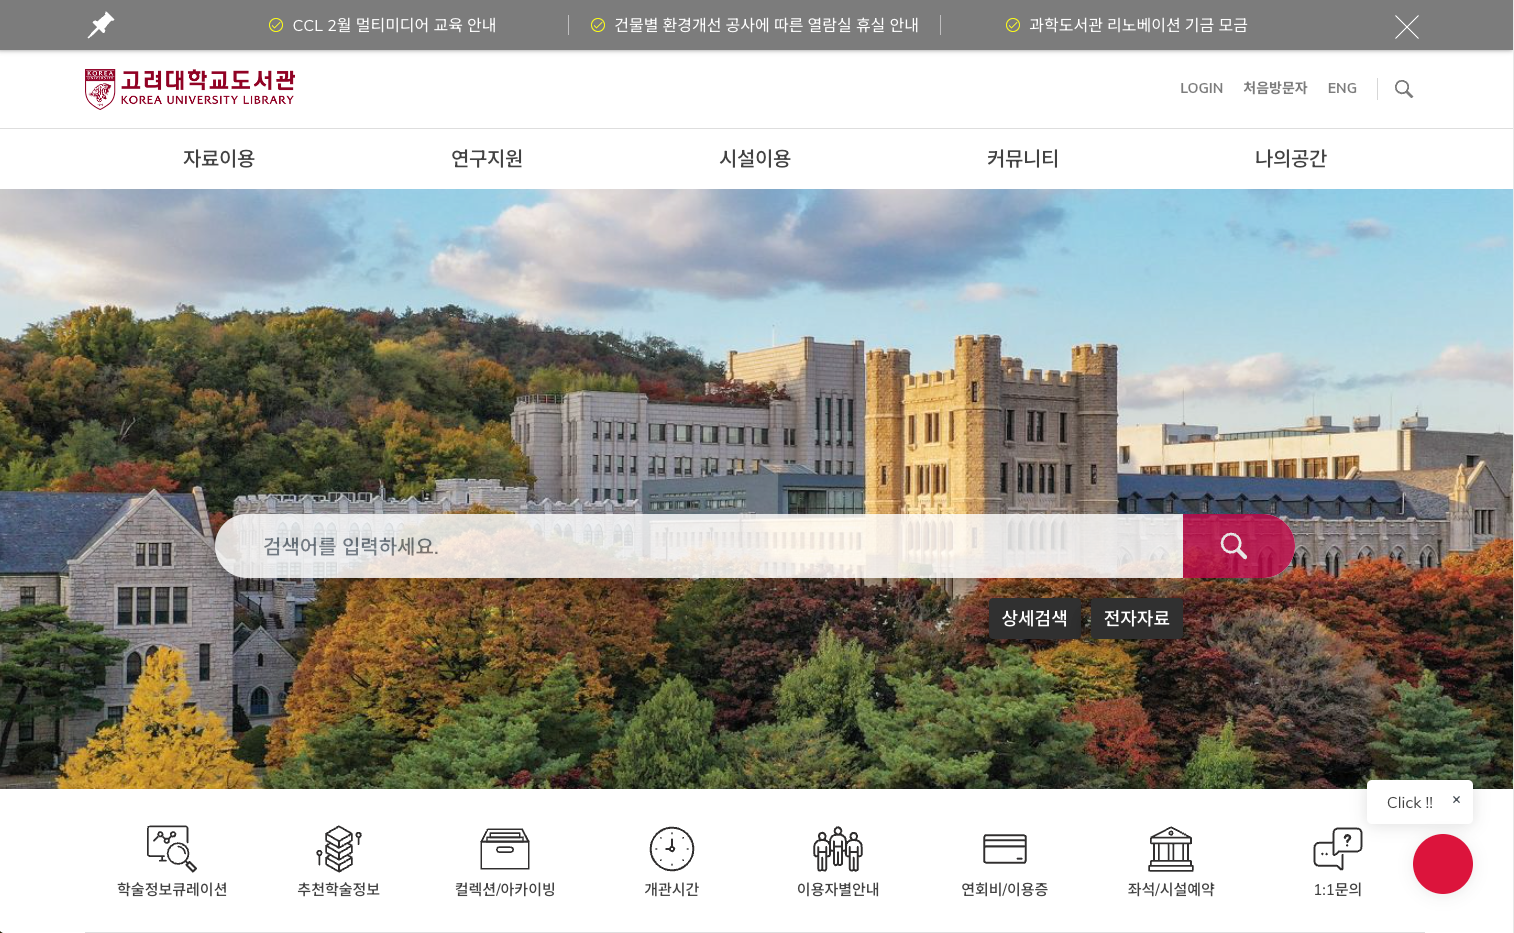 CCL 2월 멀티미디어 교육 안내
건물별 환경개선 공사에 따른 열람실 휴실 안내
과학도서관 리노베이션 기금 모금
고려대학교도서관
KOREA UNIVERSITY LIBRARY
LOGIN
처음방문자
ENG
자료이용
연구지원
시설이용
커뮤니티
나의공간
검색어를 입력하세요.
상세검색
전자자료
Click !!
×
학술정보큐레이션
추천학술정보
컬렉션/아카이빙
개관시간
이용자별안내
연회비/이용증
좌석/시설예약
1:1문의